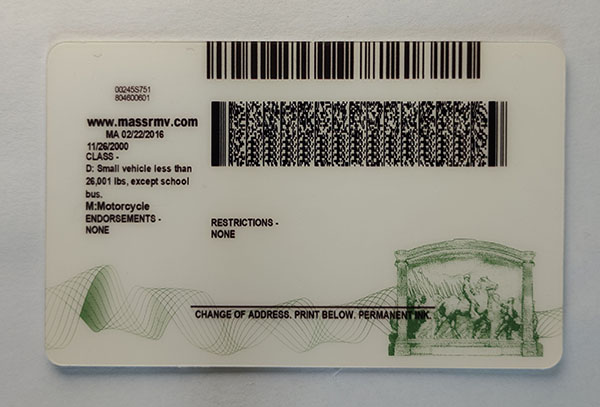 00245S751
804600601
www.massrmv.com
MA 02/22/2016
11/26/2000
CLASS -
D: Small vehicle less than
26,001 lbs, except school
bus.
M:Motorcycle
ENDORSEMENTS -
NONE
RESTRICTIONS -
NONE
CHANGE OF ADDRESS. PRINT BELOW. PERMANENT INK.